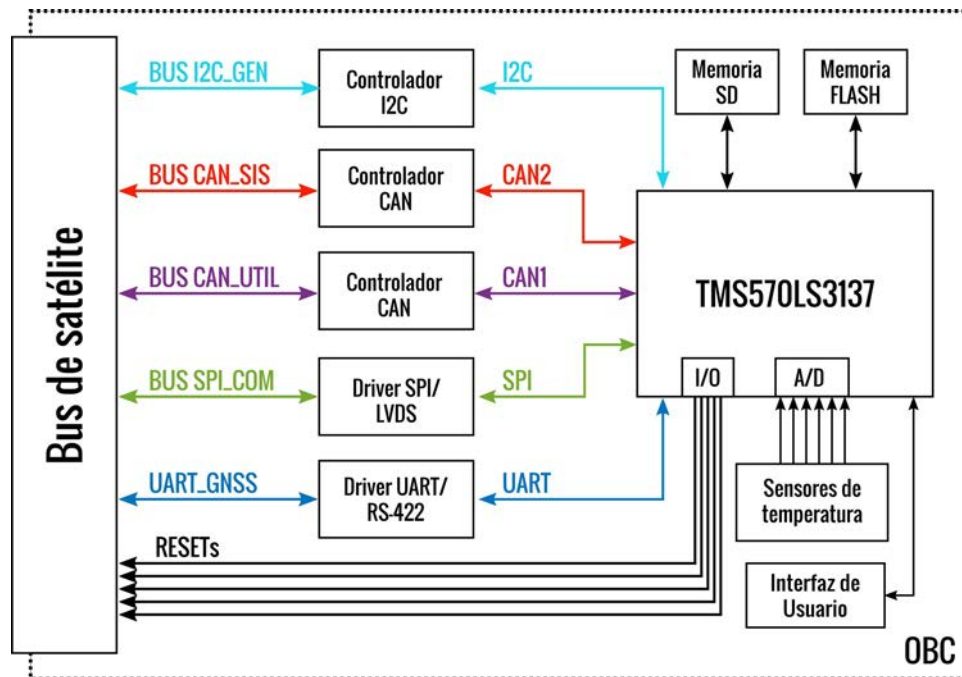 Bus de satélite
BUS I2C_GEN
Controlador
I2C
I2C
Memoria
SD
Memoria
FLASH
BUS CAN_SIS
Controlador
CAN
CAN2
BUS CAN_UTIL
Controlador
CAN
CAN1
TMS570LS3137
BUS SPI_COM
Driver SPI/
LVDS
SPI
I/O
A/D
UART_GNSS
Driver UART/
RS-422
UART
Sensores de
temperatura
RESETs
Interfaz de
Usuario
OBC